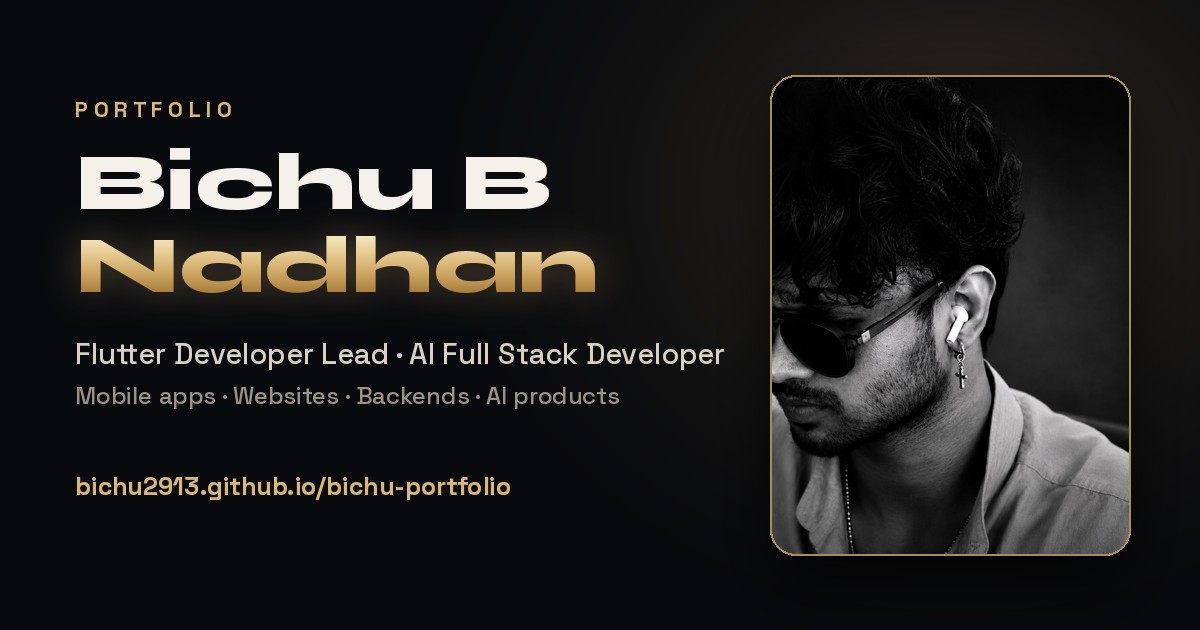 PORTFOLIO
Bichu B
Nadhan
Flutter Developer Lead · AI Full Stack Developer
Mobile apps · Websites · Backends · AI products
bichu2913.github.io/bichu-portfolio